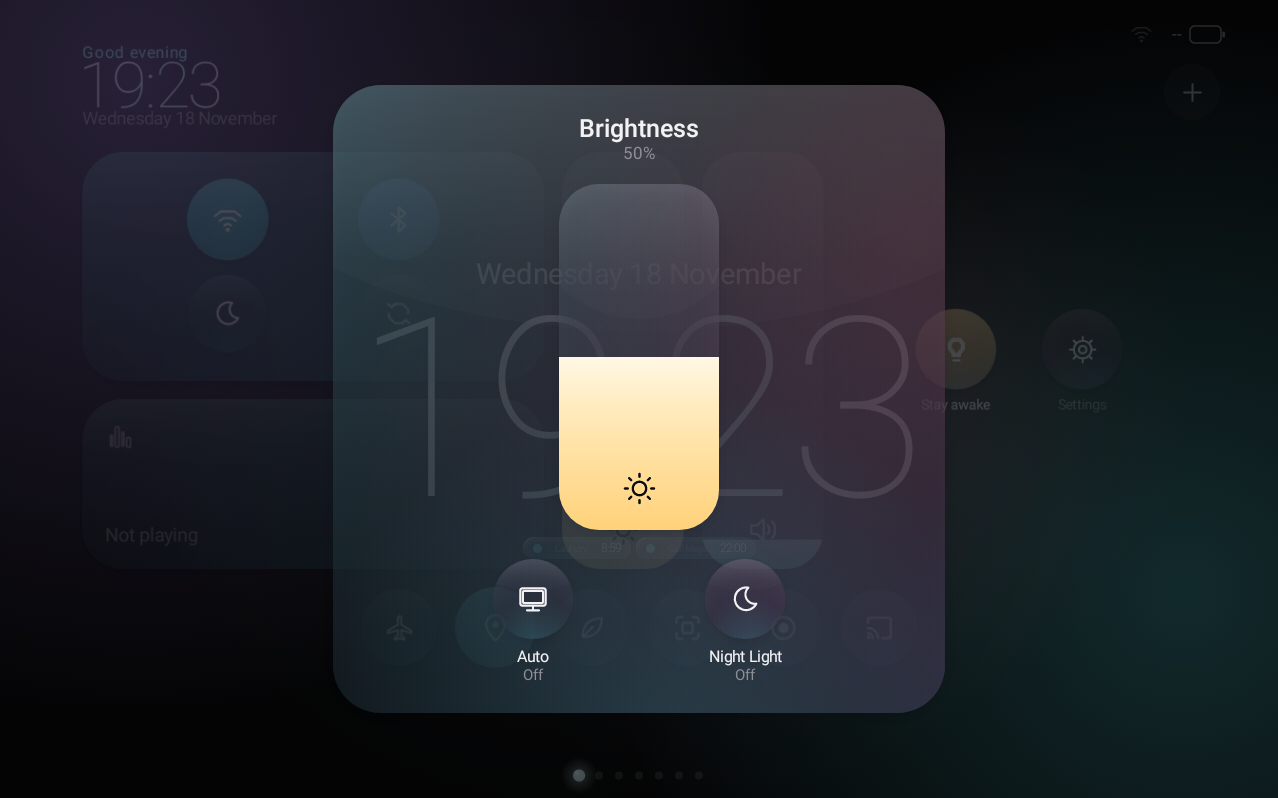 Good evening
19:23
Wednesday 18 November
--
Brightness
50%
Wednesday 18 November
19:23
Stay awake
Settings
Not playing
8:59
22:00
Auto
Off
Night Light
Off